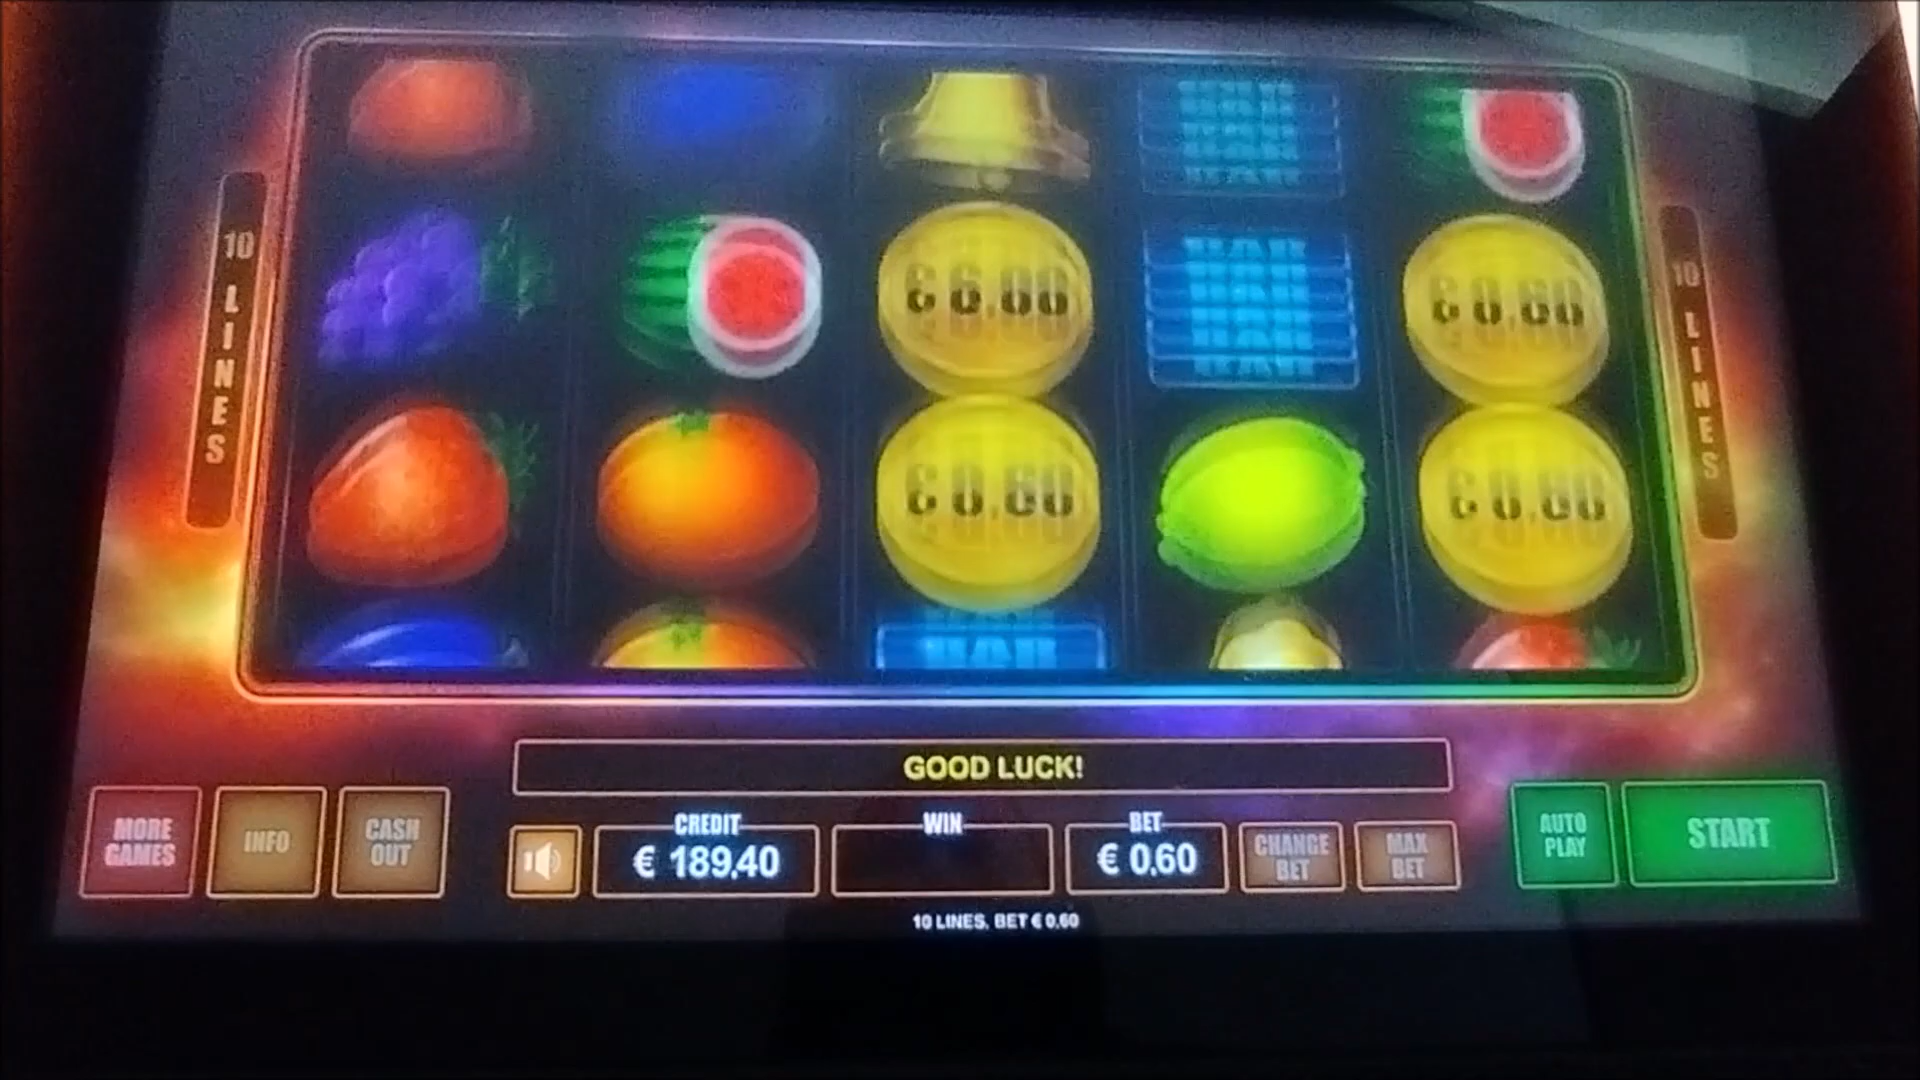 10 LINES
10 LINES
BAR
GOOD LUCK!
MORE GAMES
INFO
CASH OUT
CREDIT
€ 189,40
WIN
BET
€ 0,60
CHANGE BET
MAX BET
AUTO PLAY
START
10 LINES, BET € 0,60